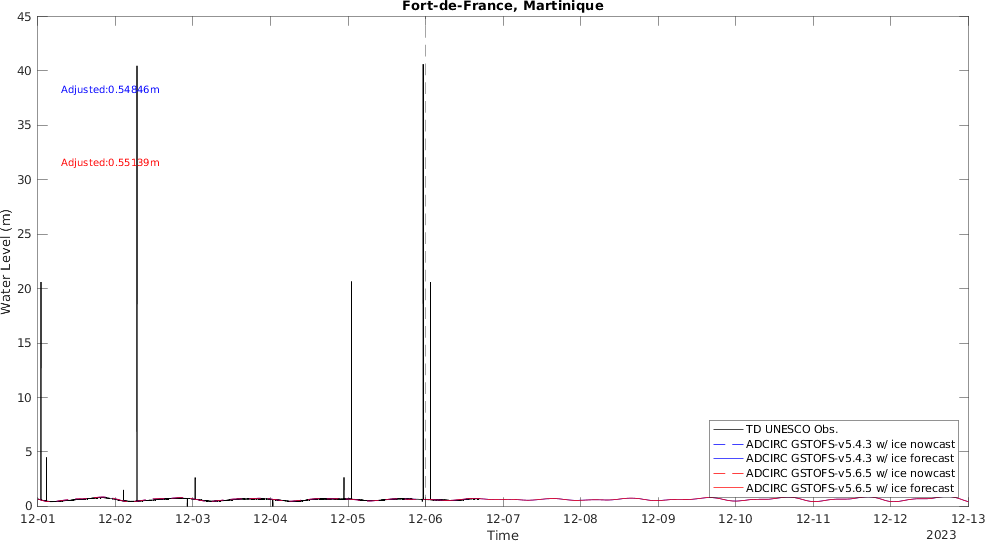 Fort-de-France, Martinique
45
40
35
30
25
20
15
10
5
0
Water Level (m)
Adjusted:0.54846m
Adjusted:0.55139m
TD UNESCO Obs.
ADCIRC GSTOFS-v5.4.3 w/ ice nowcast
ADCIRC GSTOFS-v5.4.3 w/ ice forecast
ADCIRC GSTOFS-v5.6.5 w/ ice nowcast
ADCIRC GSTOFS-v5.6.5 w/ ice forecast
12-01 12-02 12-03 12-04 12-05 12-06 12-07 12-08 12-09 12-10 12-11 12-12 12-13
Time
2023